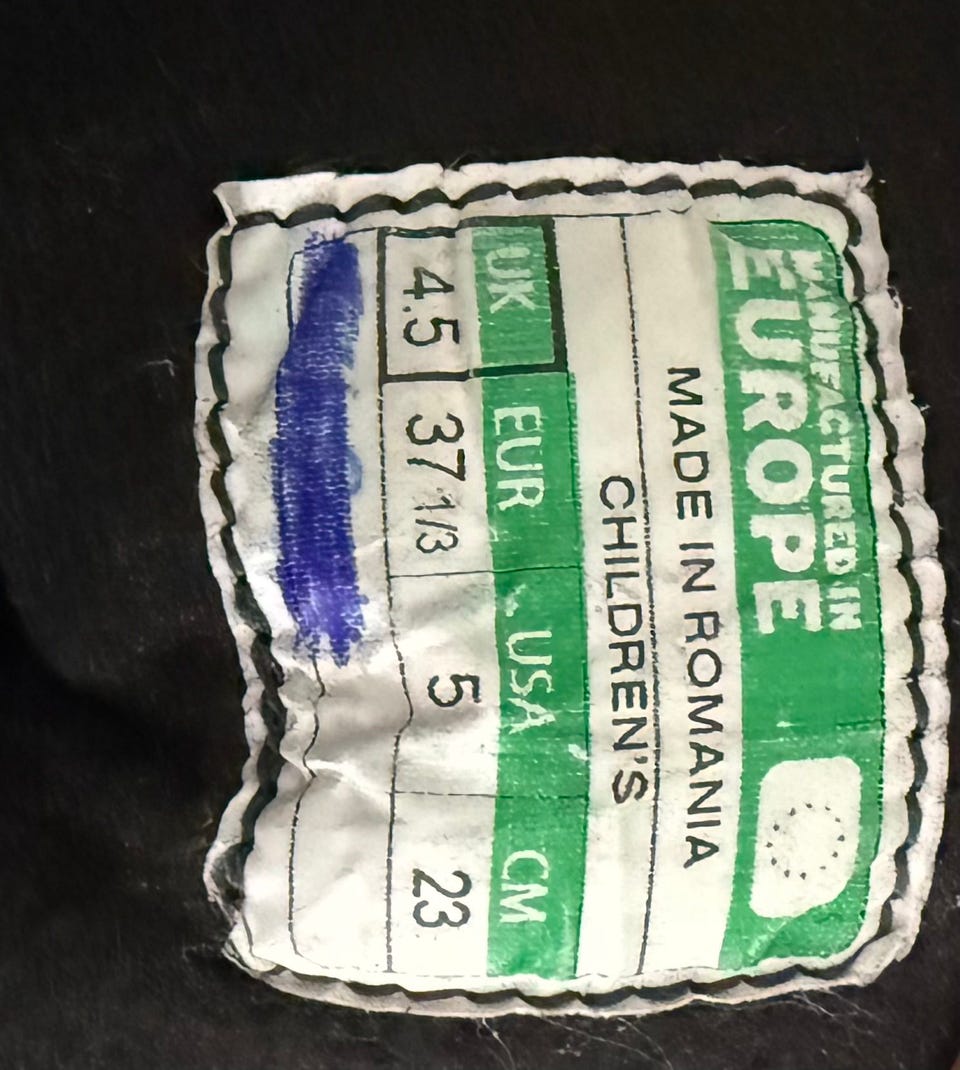 MANUFACTURED IN
EUROPE
MADE IN ROMANIA
CHILDREN'S
UK EUR USA CM
4.5 37 1/3 5 23